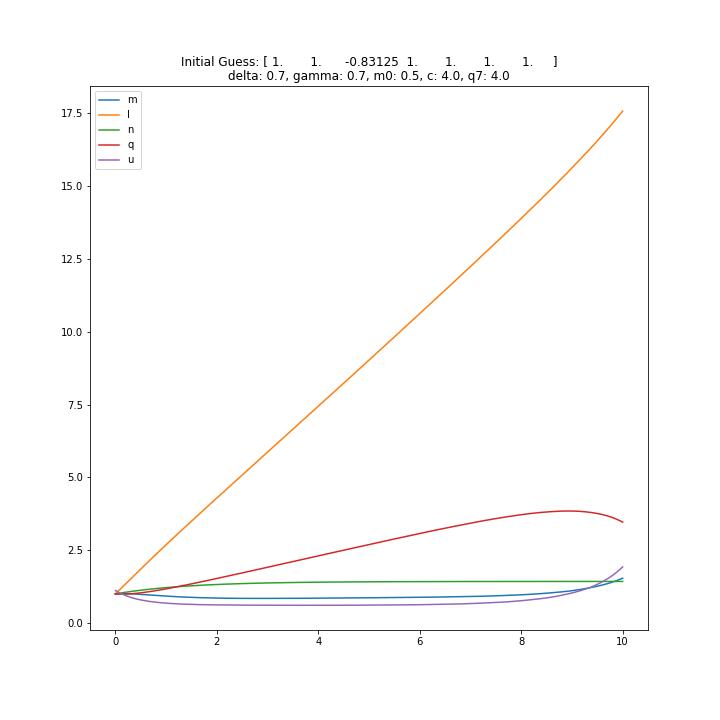 Initial Guess: [ 1. 1. -0.83125 1. 1. 1. 1. ]
delta: 0.7, gamma: 0.7, m0: 0.5, c: 4.0, q7: 4.0
m
l
n
q
u
17.5
15.0
12.5
10.0
7.5
5.0
2.5
0.0
0 2 4 6 8 10